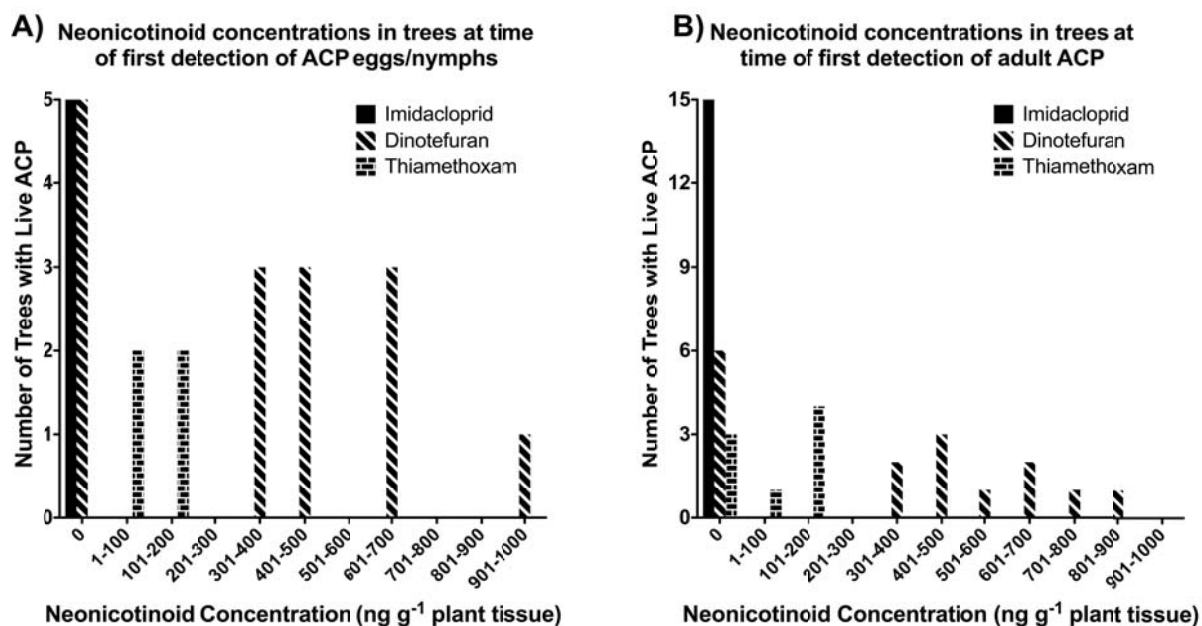 A) Neonicotinoid concentrations in trees at time
of first detection of ACP eggs/nymphs
Imidacloprid
Dinotefuran
Thiamethoxam
Number of Trees with Live ACP
5
4
3
2
1
0
0
1-100
101-200
201-300
301-400
401-500
501-600
601-700
701-800
801-900
901-1000
Neonicotinoid Concentration (ng g⁻¹ plant tissue)
B) Neonicotinoid concentrations in trees at
time of first detection of adult ACP
Imidacloprid
Dinotefuran
Thiamethoxam
Number of Trees with Live ACP
15
12
9
6
3
0
0
1-100
101-200
201-300
301-400
401-500
501-600
601-700
701-800
801-900
901-1000
Neonicotinoid Concentration (ng g⁻¹ plant tissue)